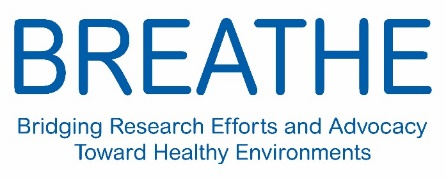 BREATHE
Bridging Research Efforts and Advocacy
Toward Healthy Environments